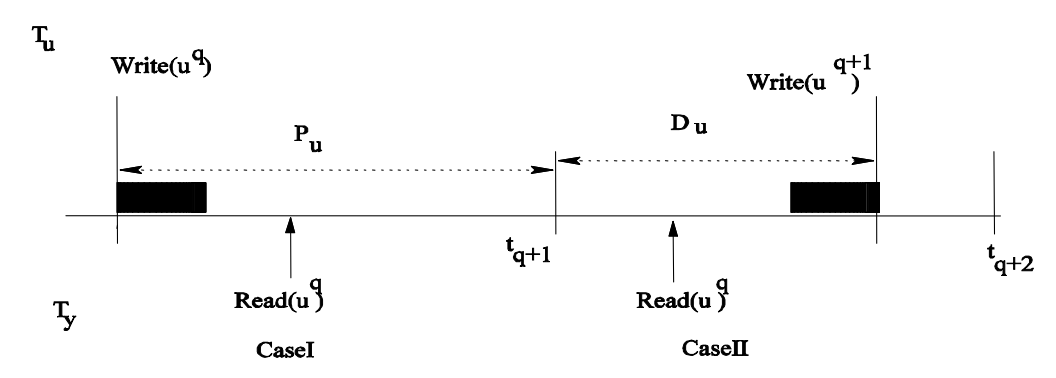 T_u
Write(u^q)
Write(u^{q+1})
P_u
D_u
t_{q+1}
t_{q+2}
Read(u^q)
Read(u)^q
T_y
CaseI
CaseII